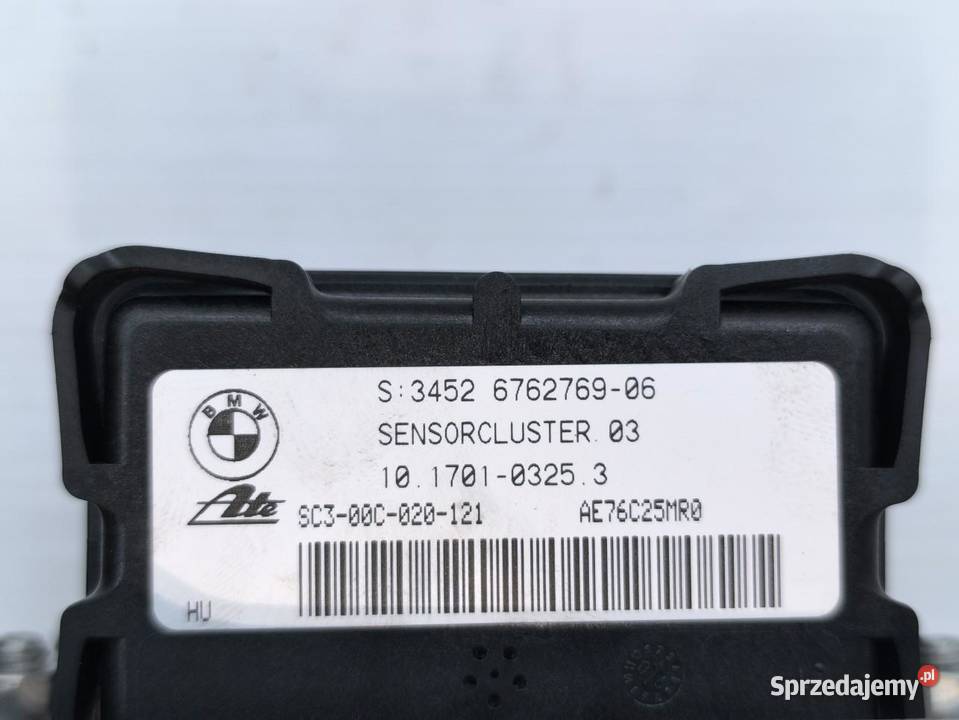 S:3452 6762769-06
BMW
SENSORCLUSTER.03
10.1701-0325.3
Ate
SC3-00C-020-121 AE76C25MR0
HU
Sprzedajemy.pl